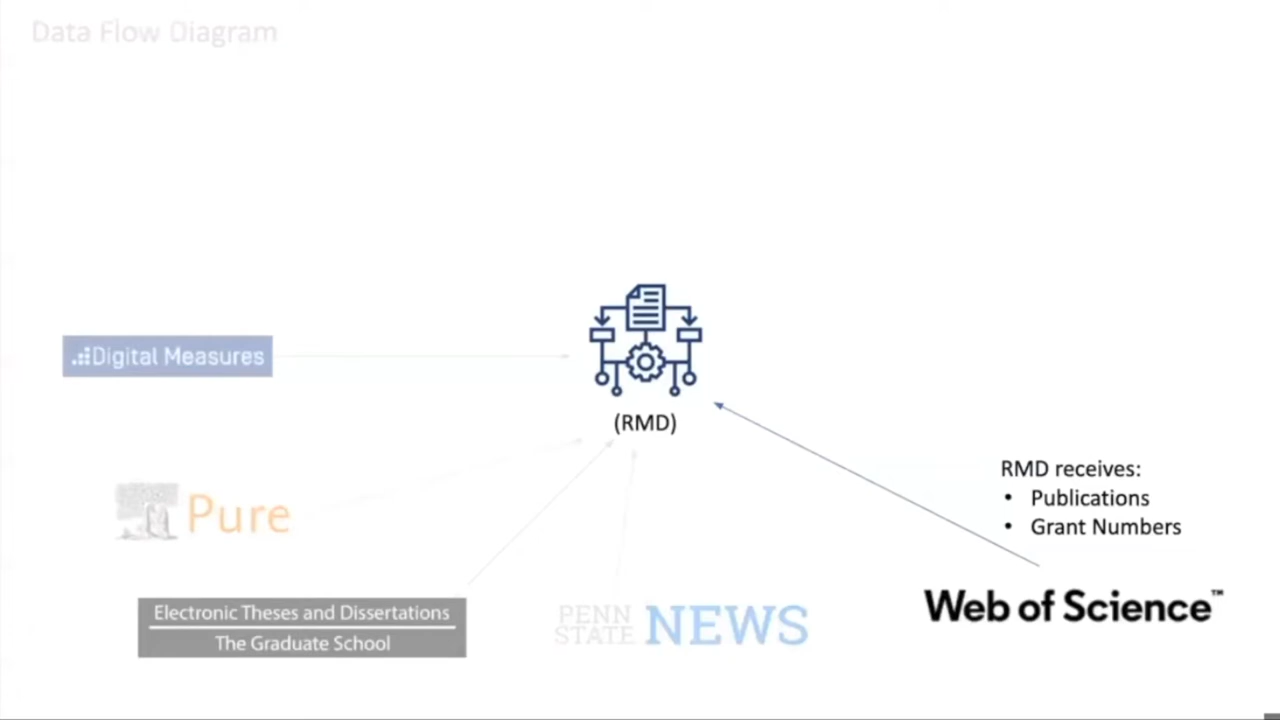 Data Flow Diagram
Digital Measures
(RMD)
RMD receives:
• Publications
• Grant Numbers
Pure
Web of Science™
Electronic Theses and Dissertations
The Graduate School
PENN
STATE
NEWS